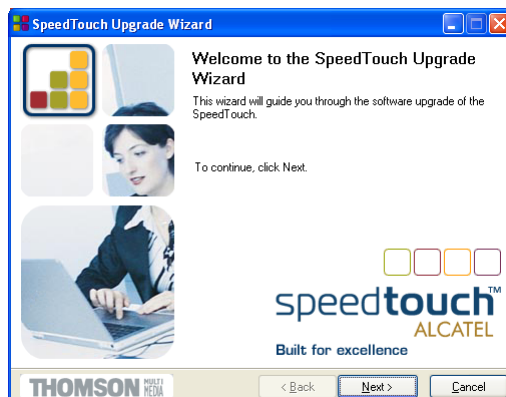 SpeedTouch Upgrade Wizard
Welcome to the SpeedTouch Upgrade
Wizard
This wizard will guide you through the software upgrade of the
SpeedTouch.
To continue, click Next.
speedtouch™
ALCATEL
Built for excellence
THOMSON MULTI
MEDIA
< Back
Next >
Cancel